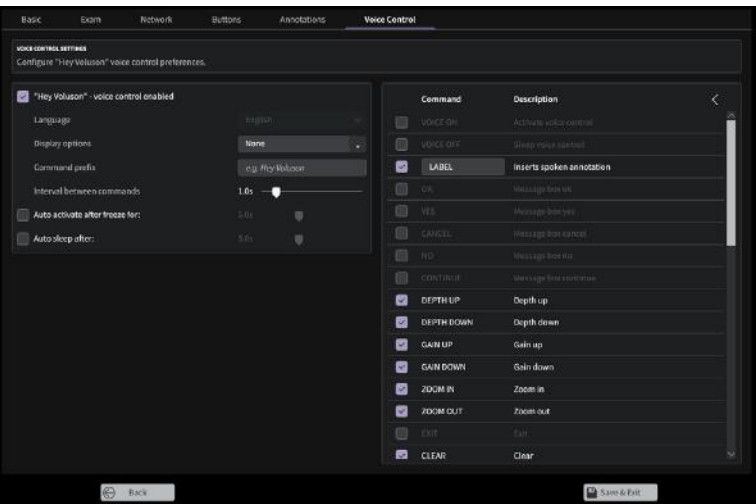 Basic Exam Network Buttons Annotations Voice Control
VOICE CONTROL SETTINGS
Configure "Hey Voluson" voice control preferences.
"Hey Voluson" - voice control enabled
Language English
Display options None
Command prefix e.g. Hey Voluson
Interval between commands 1.0s
Auto activate after freeze for: 5.0s
Auto sleep after: 5.0s
Command Description
VOICE ON Activate voice control
VOICE OFF Sleep voice control
LABEL Inserts spoken annotation
OK Message box ok
YES Message box yes
CANCEL Message box cancel
NO Message box no
CONTINUE Message box continue
DEPTH UP Depth up
DEPTH DOWN Depth down
GAIN UP Gain up
GAIN DOWN Gain down
ZOOM IN Zoom in
ZOOM OUT Zoom out
EXIT Exit
CLEAR Clear
Back Save & Exit